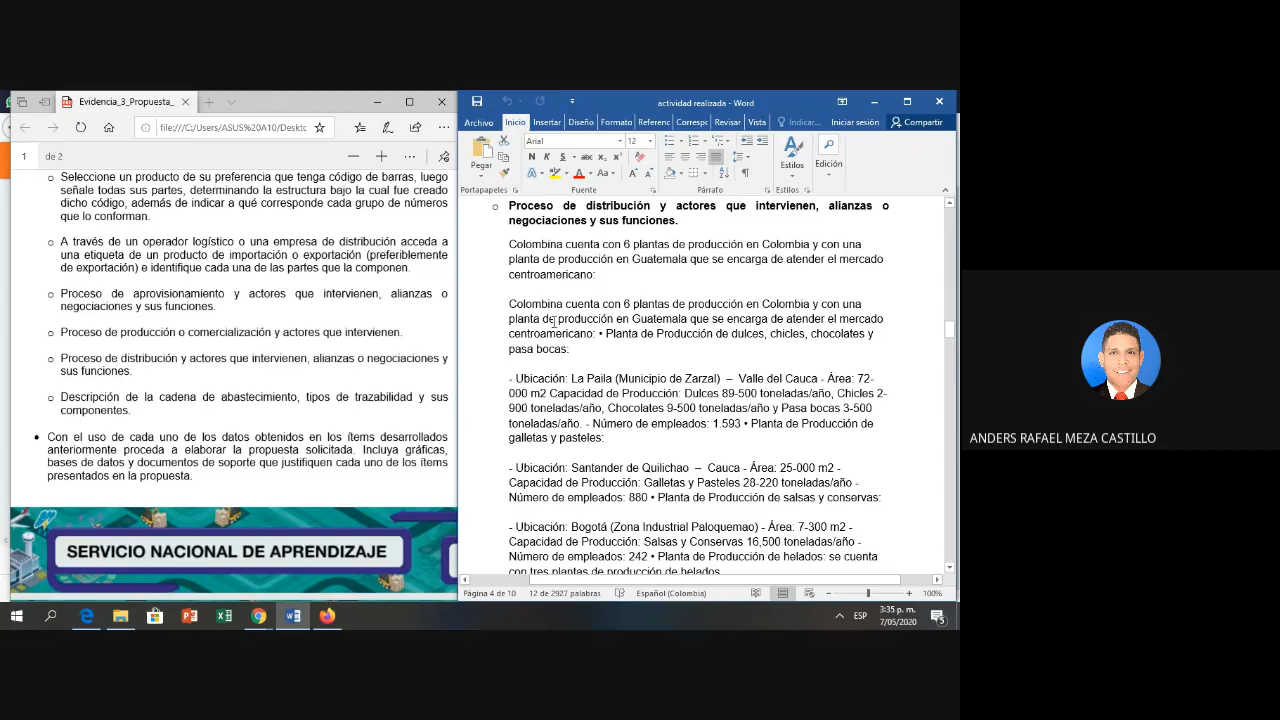 Evidencia_3_Propuesta_
file:///C:/Users/ASUS%20A10/Deskto
1 de 2
Seleccione un producto de su preferencia que tenga código de barras, luego
señale todas sus partes, determinando la estructura bajo la cual fue creado
dicho código, además de indicar a qué corresponde cada grupo de números
que lo conforman.
A través de un operador logístico o una empresa de distribución acceda a
una etiqueta de un producto de importación o exportación (preferiblemente
de exportación) e identifique cada una de las partes que la componen.
Proceso de aprovisionamiento y actores que intervienen, alianzas o
negociaciones y sus funciones.
Proceso de producción o comercialización y actores que intervienen.
Proceso de distribución y actores que intervienen, alianzas o negociaciones y
sus funciones.
Descripción de la cadena de abastecimiento, tipos de trazabilidad y sus
componentes.
• Con el uso de cada uno de los datos obtenidos en los ítems desarrollados
anteriormente proceda a elaborar la propuesta solicitada. Incluya gráficas,
bases de datos y documentos de soporte que justifiquen cada uno de los ítems
presentados en la propuesta.
SERVICIO NACIONAL DE APRENDIZAJE
actividad realizada - Word
Archivo Inicio Insertar Diseño Formato Referenc Corresp Revisar Vista Indicar... Iniciar sesión Compartir
Pegar
Arial 12
N K S abc x₂ x²
Estilos
Edición
Portapapeles Fuente Párrafo Estilos
Proceso de distribución y actores que intervienen, alianzas o
negociaciones y sus funciones.
Colombina cuenta con 6 plantas de producción en Colombia y con una
planta de producción en Guatemala que se encarga de atender el mercado
centroamericano:
Colombina cuenta con 6 plantas de producción en Colombia y con una
planta de producción en Guatemala que se encarga de atender el mercado
centroamericano: • Planta de Producción de dulces, chicles, chocolates y
pasa bocas:
- Ubicación: La Paila (Municipio de Zarzal) – Valle del Cauca - Área: 72-
000 m2 Capacidad de Producción: Dulces 89-500 toneladas/año, Chicles 2-
900 toneladas/año, Chocolates 9-500 toneladas/año y Pasa bocas 3-500
toneladas/año. - Número de empleados: 1.593 • Planta de Producción de
galletas y pasteles:
- Ubicación: Santander de Quilichao – Cauca - Área: 25-000 m2 -
Capacidad de Producción: Galletas y Pasteles 28-220 toneladas/año -
Número de empleados: 880 • Planta de Producción de salsas y conservas:
- Ubicación: Bogotá (Zona Industrial Paloquemao) - Área: 7-300 m2 -
Capacidad de Producción: Salsas y Conservas 16,500 toneladas/año -
Número de empleados: 242 • Planta de Producción de helados: se cuenta
con tres plantas de producción de helados
Página 4 de 10 12 de 2927 palabras Español (Colombia) 100%
ESP
3:35 p. m.
7/05/2020
5
ANDERS RAFAEL MEZA CASTILLO